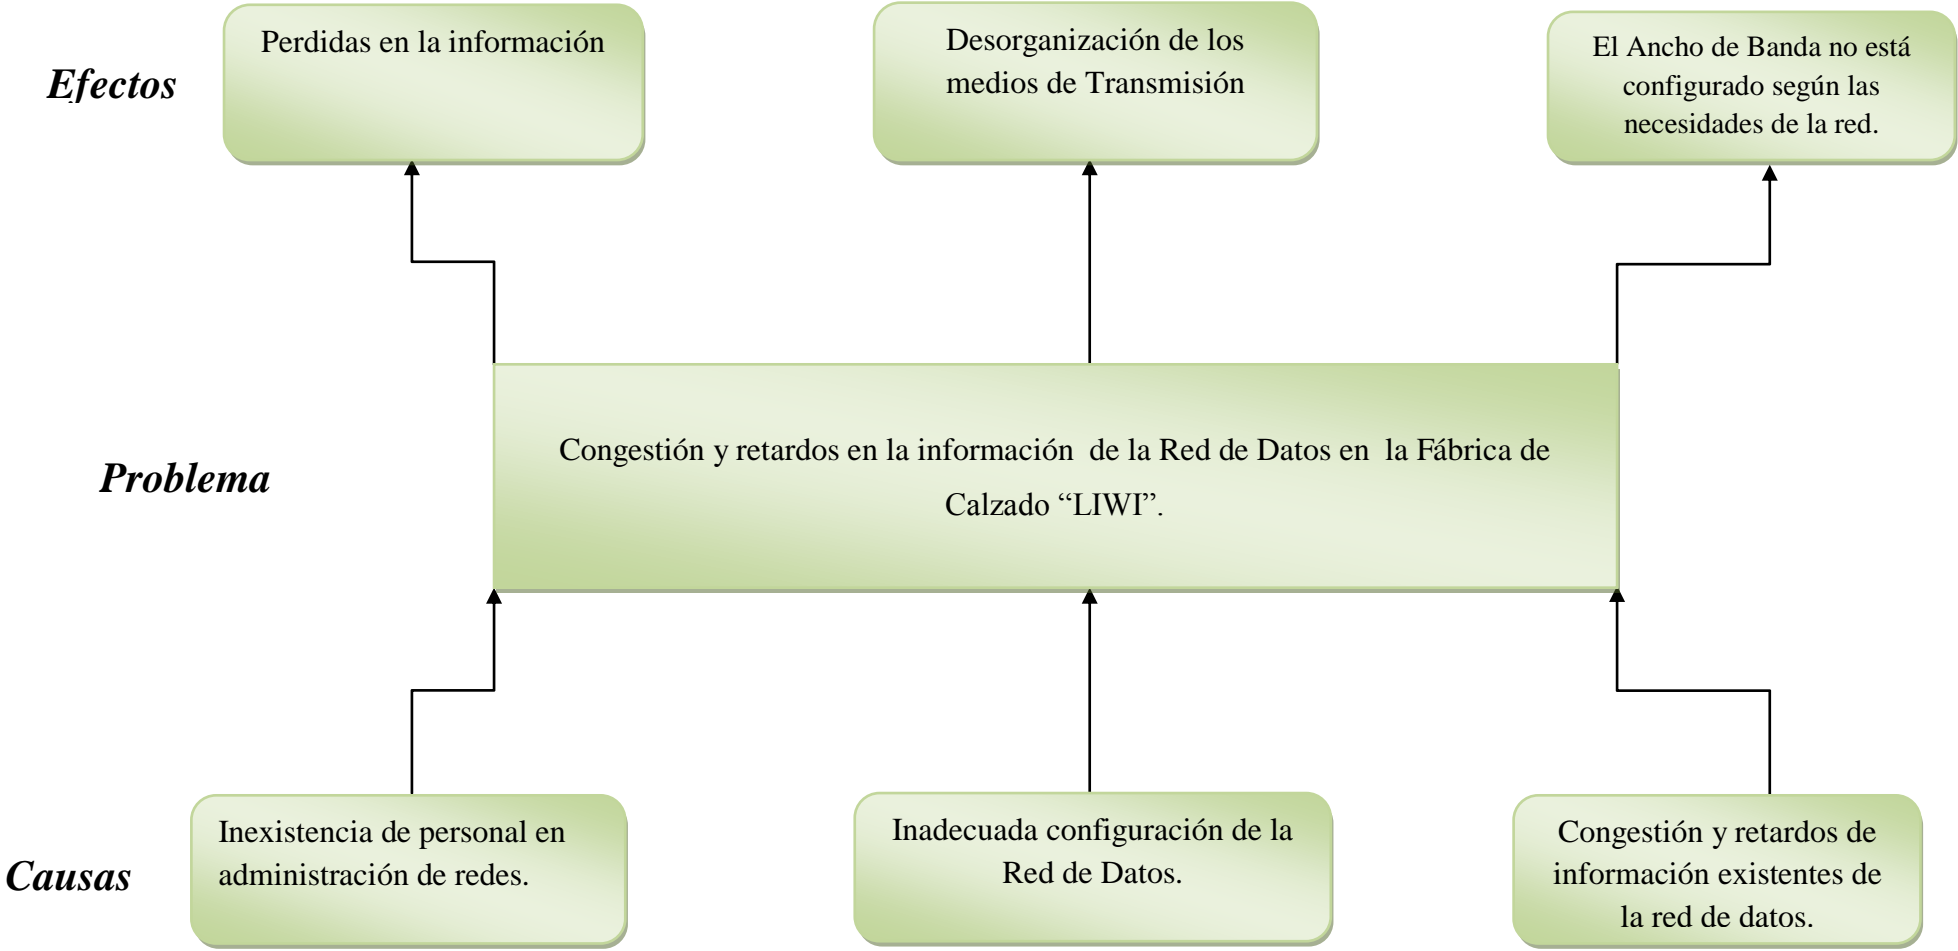 Efectos
Perdidas en la información
Desorganización de los
medios de Transmisión
El Ancho de Banda no está
configurado según las
necesidades de la red.
Problema
Congestión y retardos en la información  de la Red de Datos en  la Fábrica de
Calzado “LIWI”.
Causas
Inexistencia de personal en
administración de redes.
Inadecuada configuración de la
Red de Datos.
Congestión y retardos de
información existentes de
la red de datos.